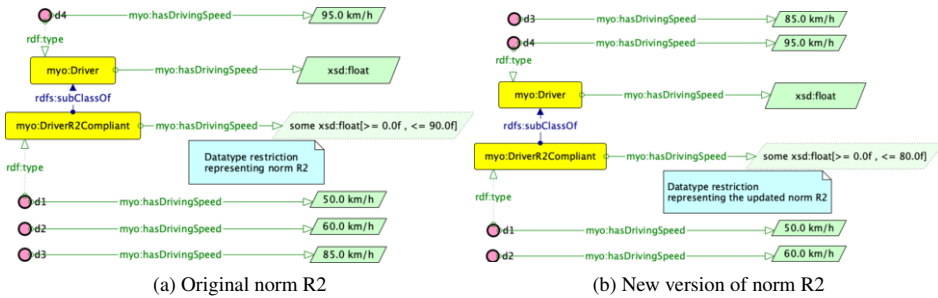 d4 myo:hasDrivingSpeed 95.0 km/h
rdf:type
myo:Driver myo:hasDrivingSpeed xsd:float
rdfs:subClassOf
myo:DriverR2Compliant myo:hasDrivingSpeed some xsd:float[>= 0.0f , <= 90.0f]
Datatype restriction
representing norm R2
rdf:type
d1 myo:hasDrivingSpeed 50.0 km/h
d2 myo:hasDrivingSpeed 60.0 km/h
d3 myo:hasDrivingSpeed 85.0 km/h
(a) Original norm R2
d3 myo:hasDrivingSpeed 85.0 km/h
d4 myo:hasDrivingSpeed 95.0 km/h
rdf:type
myo:Driver myo:hasDrivingSpeed xsd:float
rdfs:subClassOf
myo:DriverR2Compliant myo:hasDrivingSpeed some xsd:float[>= 0.0f , <= 80.0f]
Datatype restriction
representing the updated norm R2
rdf:type
d1 myo:hasDrivingSpeed 50.0 km/h
d2 myo:hasDrivingSpeed 60.0 km/h
(b) New version of norm R2